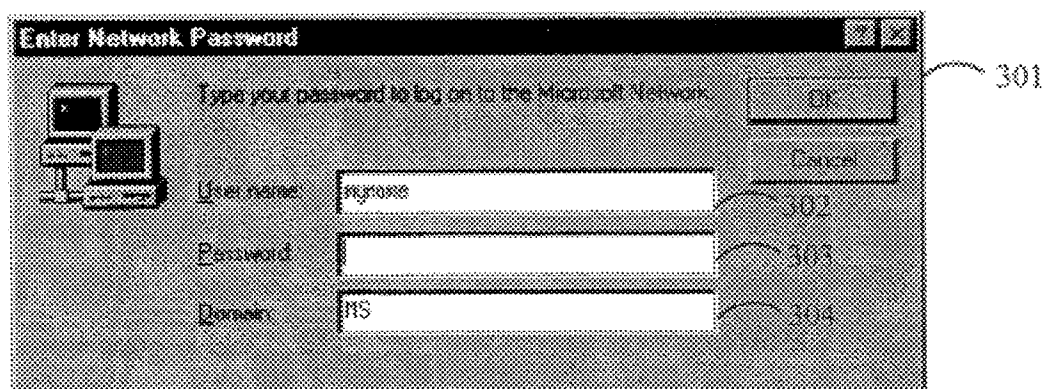 Enter Network Password
? ×
301
Type your password to log on to the Microsoft Network.
OK
Cancel
User name:
302
Password:
303
Domain:
MS
304